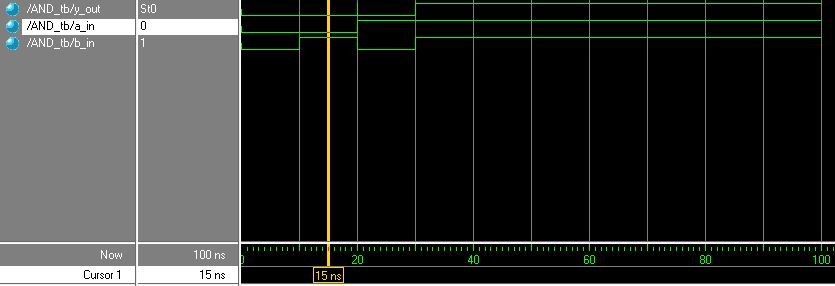 /AND_tb/y_out St0
/AND_tb/a_in 0
/AND_tb/b_in 1
Now 100 ns 0 20 40 60 80 100
Cursor 1 15 ns 15 ns